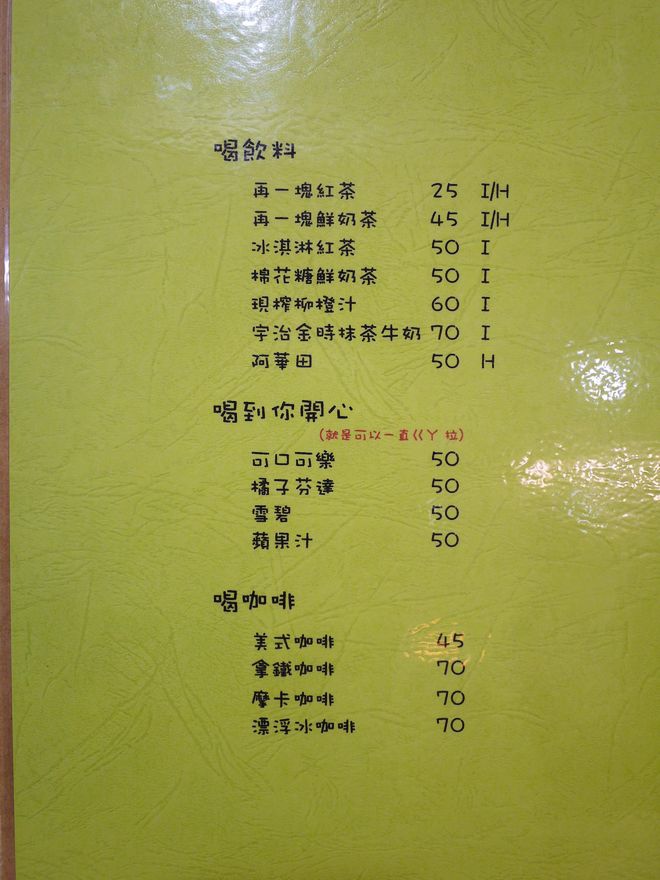 喝飲料
再一塊紅茶 25 I/H
再一塊鮮奶茶 45 I/H
冰淇淋紅茶 50 I
棉花糖鮮奶茶 50 I
現榨柳橙汁 60 I
宇治金時抹茶牛奶 70 I
阿華田 50 H
喝到你開心
(就是可以一直ㄍㄚ 拉)
可口可樂 50
橘子芬達 50
雪碧 50
蘋果汁 50
喝咖啡
美式咖啡 45
拿鐵咖啡 70
摩卡咖啡 70
漂浮冰咖啡 70